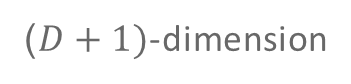 (D + 1)-dimension